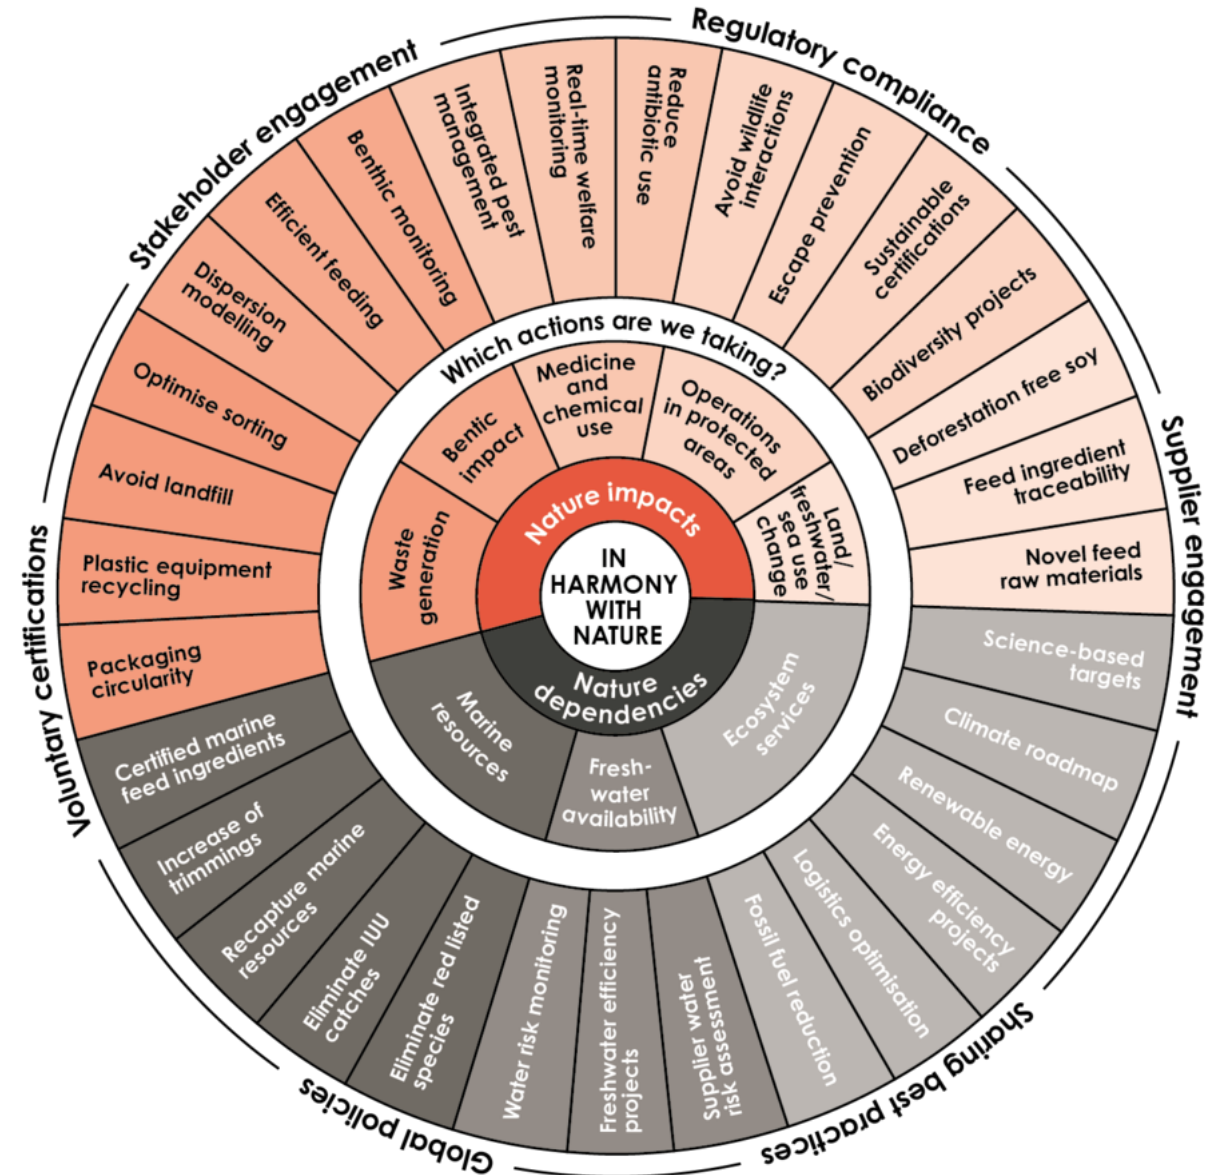 Regulatory compliance
Supplier engagement
Sharing best practices
Global policies
Voluntary certifications
Stakeholder engagement
Integrated pest
management
Real-time welfare
monitoring
Reduce
antibiotic use
Avoid wildlife
interactions
Escape prevention
Sustainable
certifications
Biodiversity projects
Deforestation free soy
Feed ingredient
traceability
Novel feed
raw materials
Science-based
targets
Climate roadmap
Renewable energy
Energy efficiency
projects
Logistics optimisation
Fossil fuel reduction
Supplier water
risk assessment
Freshwater efficiency
projects
Water risk monitoring
Eliminate red listed
species
Eliminate IUU
catches
Recapture marine
resources
Increase of
trimmings
Certified marine
feed ingredients
Packaging
circularity
Plastic equipment
recycling
Avoid landfill
Optimise sorting
Dispersion
modelling
Efficient feeding
Benthic monitoring
Which actions are we taking?
Medicine
and
chemical
use
Operations
in protected
areas
Land/
freshwater/
sea use
change
Ecosystem
services
Fresh-
water
availability
Marine
resources
Waste
generation
Bentic
impact
Nature impacts
IN
HARMONY
WITH
NATURE
Nature
dependencies